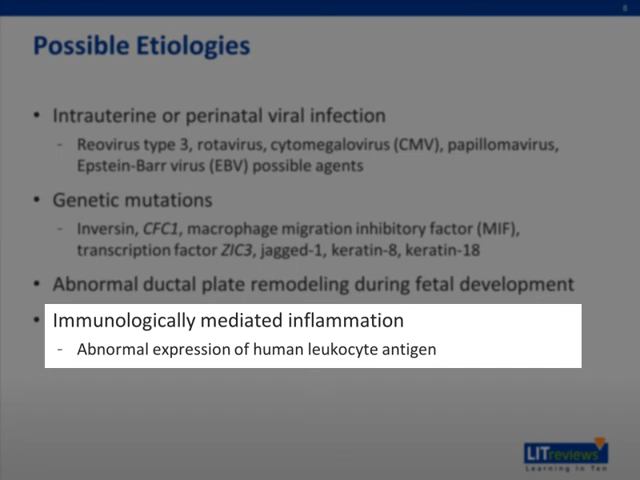 8
Possible Etiologies
• Intrauterine or perinatal viral infection
- Reovirus type 3, rotavirus, cytomegalovirus (CMV), papillomavirus,
Epstein-Barr virus (EBV) possible agents
• Genetic mutations
- Inversin, CFC1, macrophage migration inhibitory factor (MIF),
transcription factor ZIC3, jagged-1, keratin-8, keratin-18
• Abnormal ductal plate remodeling during fetal development
• Immunologically mediated inflammation
- Abnormal expression of human leukocyte antigen
LITreviews
Learning in Ten